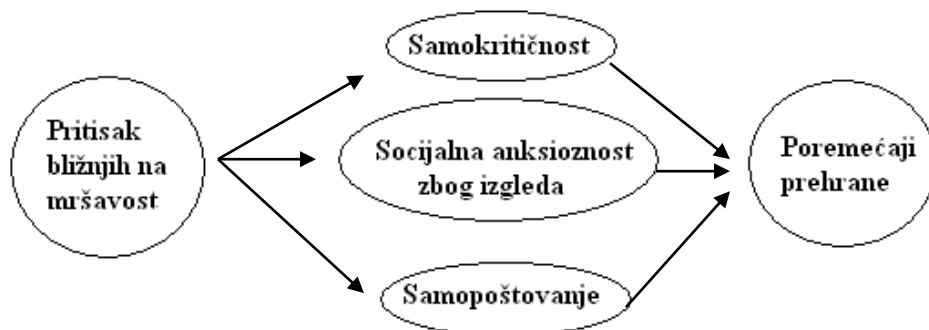 Samokritičnost
Pritisak
bližnjih na
mršavost
Socijalna anksioznost
zbog izgleda
Poremećaji
prehrane
Samopoštovanje